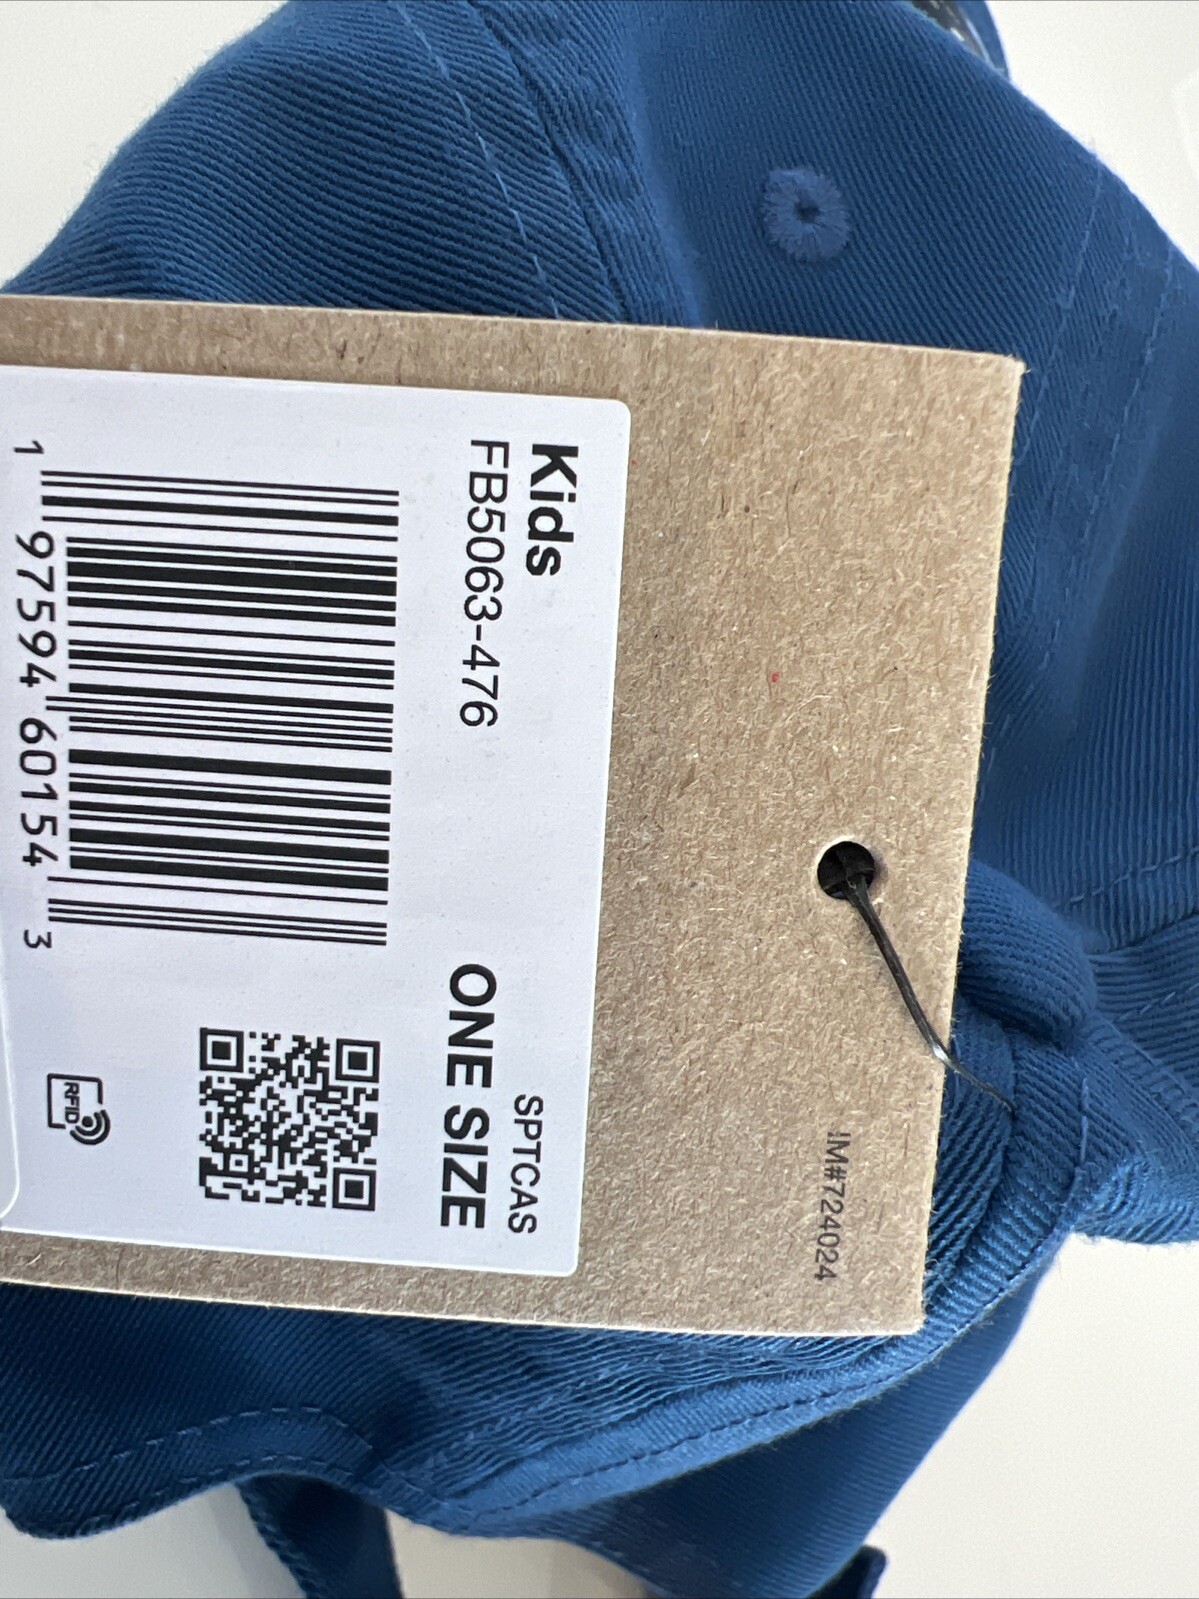 IM#724024
Kids
SPTCAS
FB5063-476
ONE SIZE
1 97594 60154 3
RFID